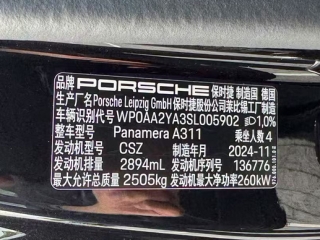 品牌 PORSCHE 保时捷 制造国 德国
生产厂名 Porsche Leipzig GmbH 保时捷股份公司莱比锡工厂制造
车辆识别代号 WP0AA2YA3SL005902 1,0%
整车型号 Panamera A311 乘坐人数 4
发动机型号 CSZ 制造年月 2024-11
发动机排量 2894mL 发动机序列号 136776
最大允许总质量 2505kg 发动机最大净功率 260kW